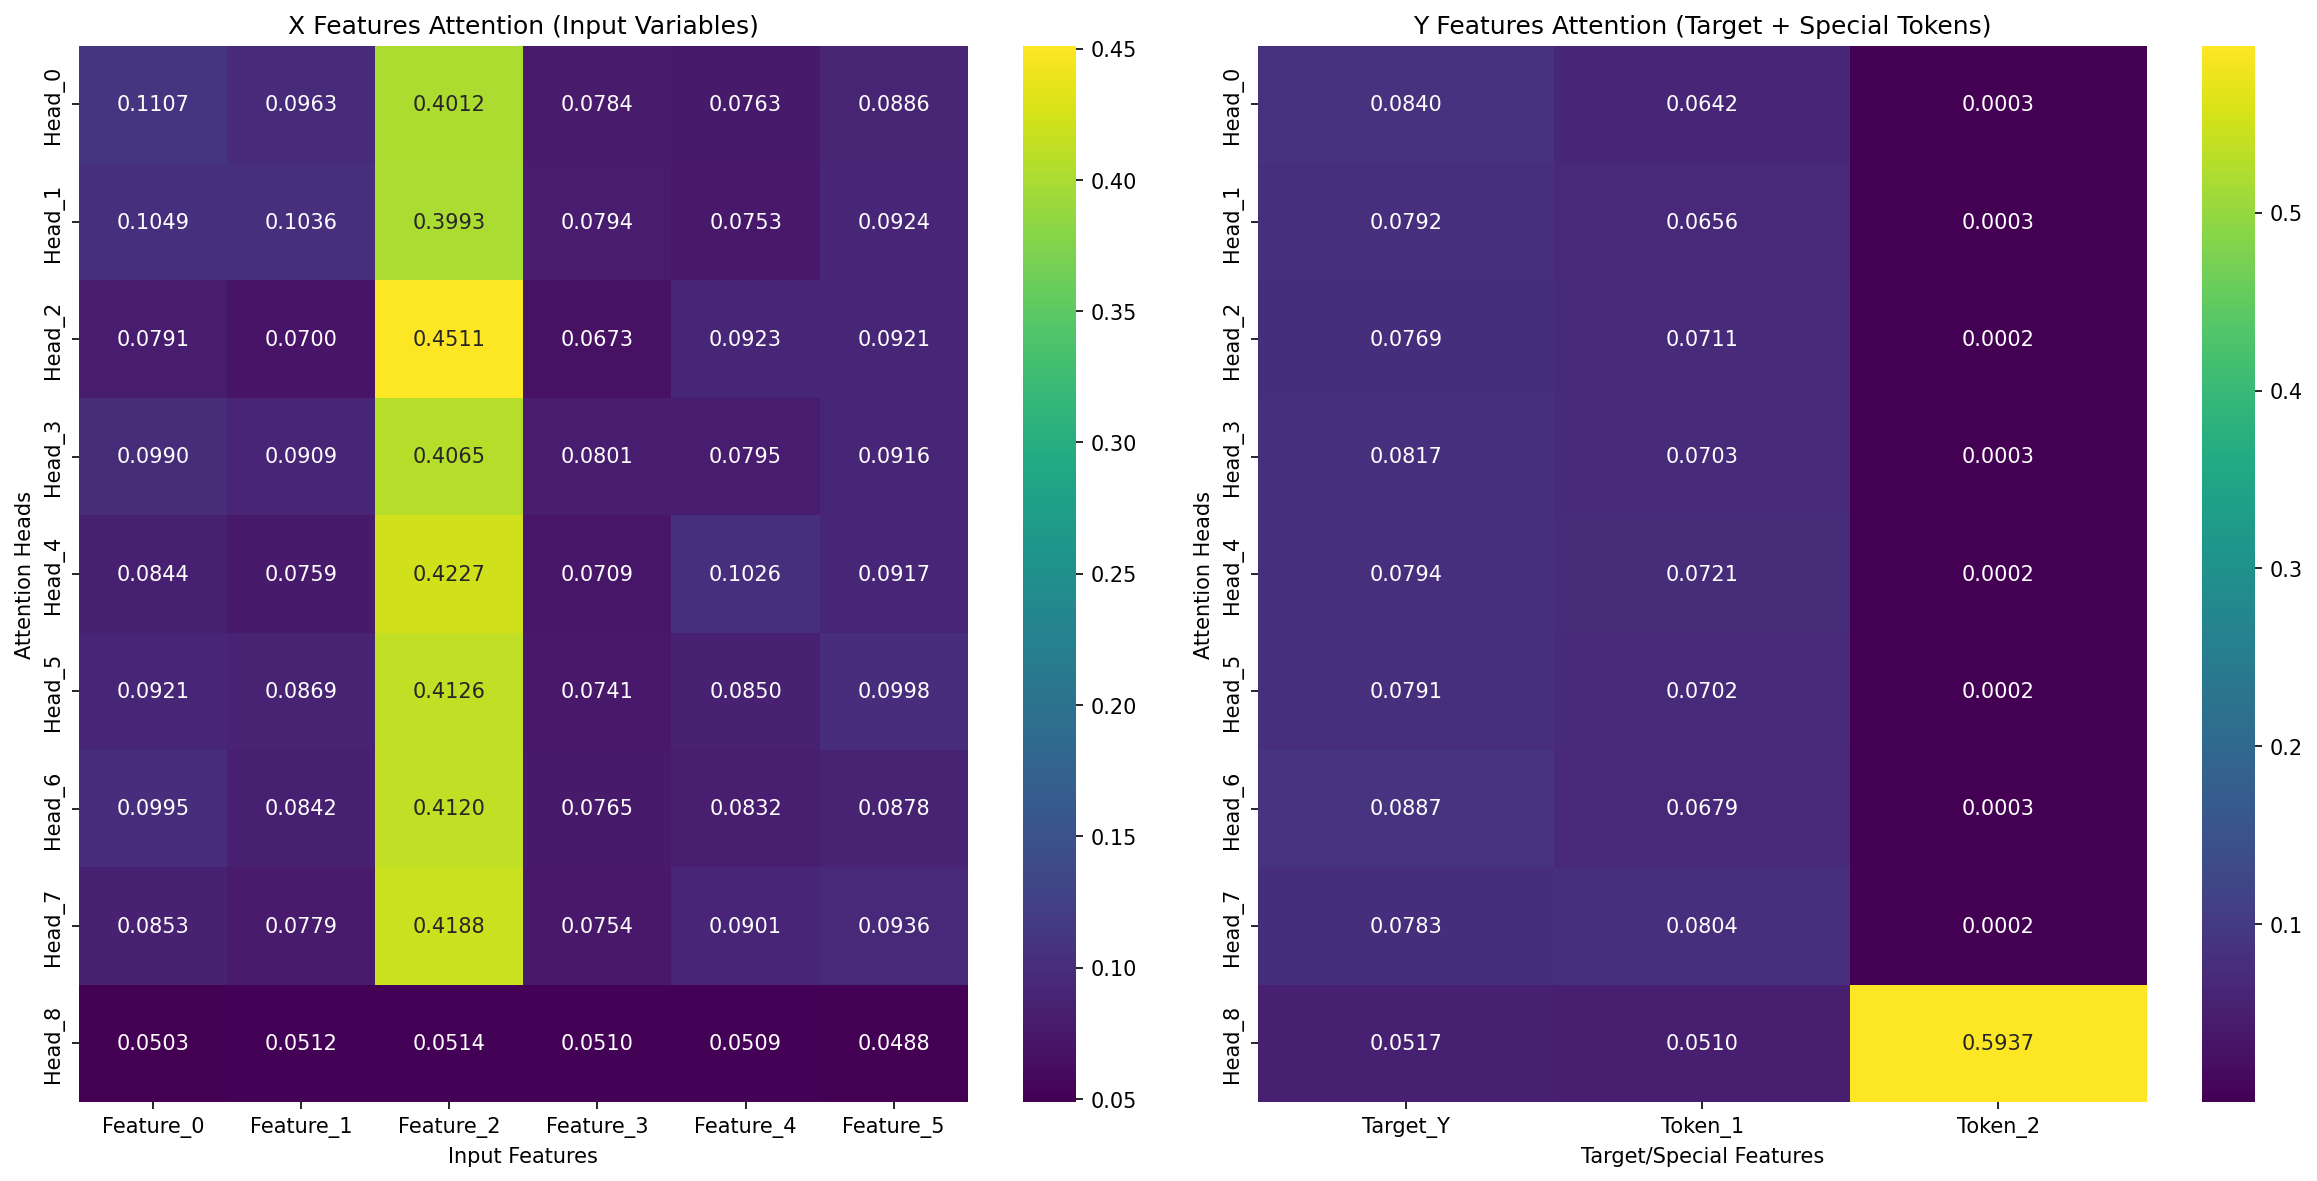 X Features Attention (Input Variables)
Head_0 0.1107 0.0963 0.4012 0.0784 0.0763 0.0886
Head_1 0.1049 0.1036 0.3993 0.0794 0.0753 0.0924
Head_2 0.0791 0.0700 0.4511 0.0673 0.0923 0.0921
Head_3 0.0990 0.0909 0.4065 0.0801 0.0795 0.0916
Head_4 0.0844 0.0759 0.4227 0.0709 0.1026 0.0917
Head_5 0.0921 0.0869 0.4126 0.0741 0.0850 0.0998
Head_6 0.0995 0.0842 0.4120 0.0765 0.0832 0.0878
Head_7 0.0853 0.0779 0.4188 0.0754 0.0901 0.0936
Head_8 0.0503 0.0512 0.0514 0.0510 0.0509 0.0488
Attention Heads
Feature_0 Feature_1 Feature_2 Feature_3 Feature_4 Feature_5
Input Features
0.45
0.40
0.35
0.30
0.25
0.20
0.15
0.10
0.05
Y Features Attention (Target + Special Tokens)
Head_0 0.0840 0.0642 0.0003
Head_1 0.0792 0.0656 0.0003
Head_2 0.0769 0.0711 0.0002
Head_3 0.0817 0.0703 0.0003
Head_4 0.0794 0.0721 0.0002
Head_5 0.0791 0.0702 0.0002
Head_6 0.0887 0.0679 0.0003
Head_7 0.0783 0.0804 0.0002
Head_8 0.0517 0.0510 0.5937
Attention Heads
Target_Y Token_1 Token_2
Target/Special Features
0.5
0.4
0.3
0.2
0.1